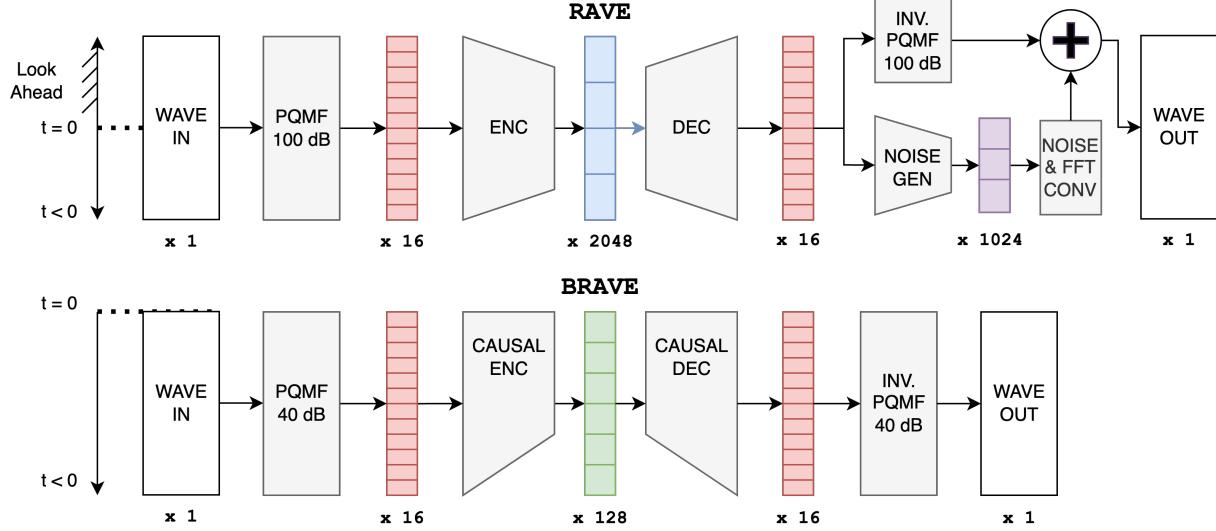 RAVE
Look
Ahead
t = 0
t < 0
WAVE
IN
PQMF
100 dB
ENC
DEC
INV.
PQMF
100 dB
NOISE
GEN
NOISE
& FFT
CONV
WAVE
OUT
x 1
x 16
x 2048
x 16
x 1024
x 1
BRAVE
t = 0
t < 0
WAVE
IN
PQMF
40 dB
CAUSAL
ENC
CAUSAL
DEC
INV.
PQMF
40 dB
WAVE
OUT
x 1
x 16
x 128
x 16
x 1